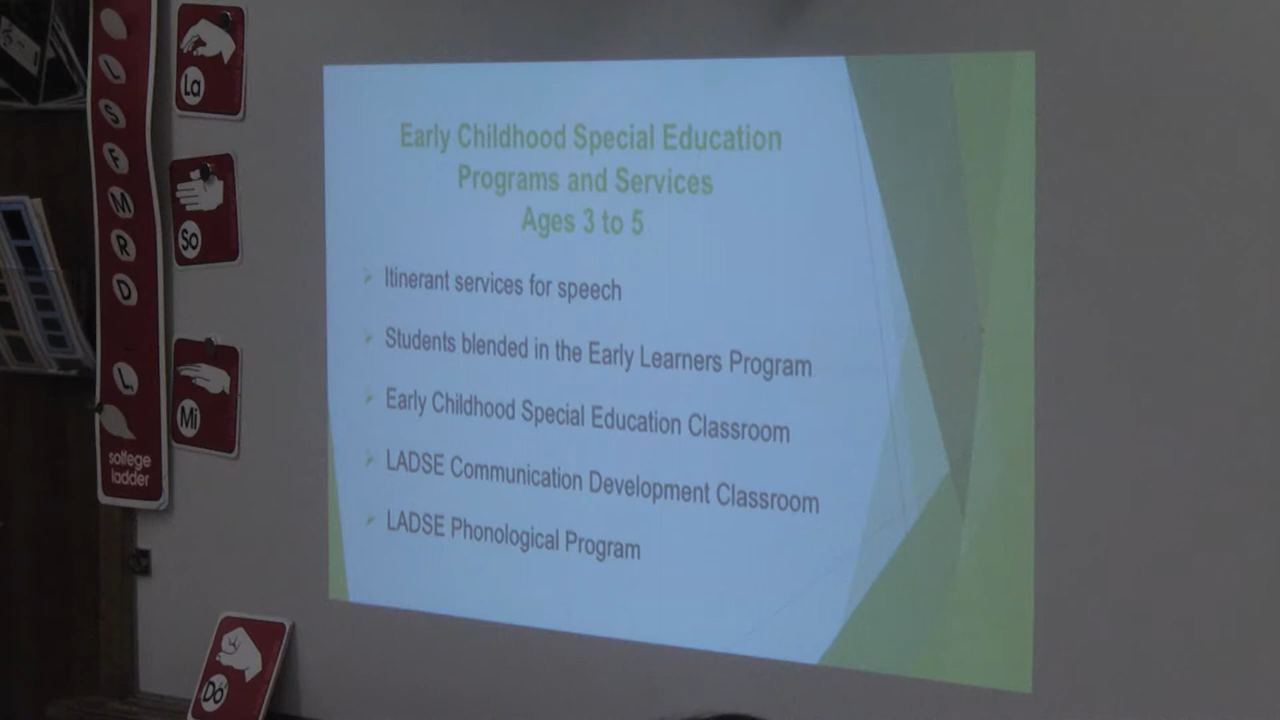 La
So
Mi
Do
L
S
F
M
R
D
L
solfege
ladder
Early Childhood Special Education
Programs and Services
Ages 3 to 5
Itinerant services for speech
Students blended in the Early Learners Program
Early Childhood Special Education Classroom
LADSE Communication Development Classroom
LADSE Phonological Program